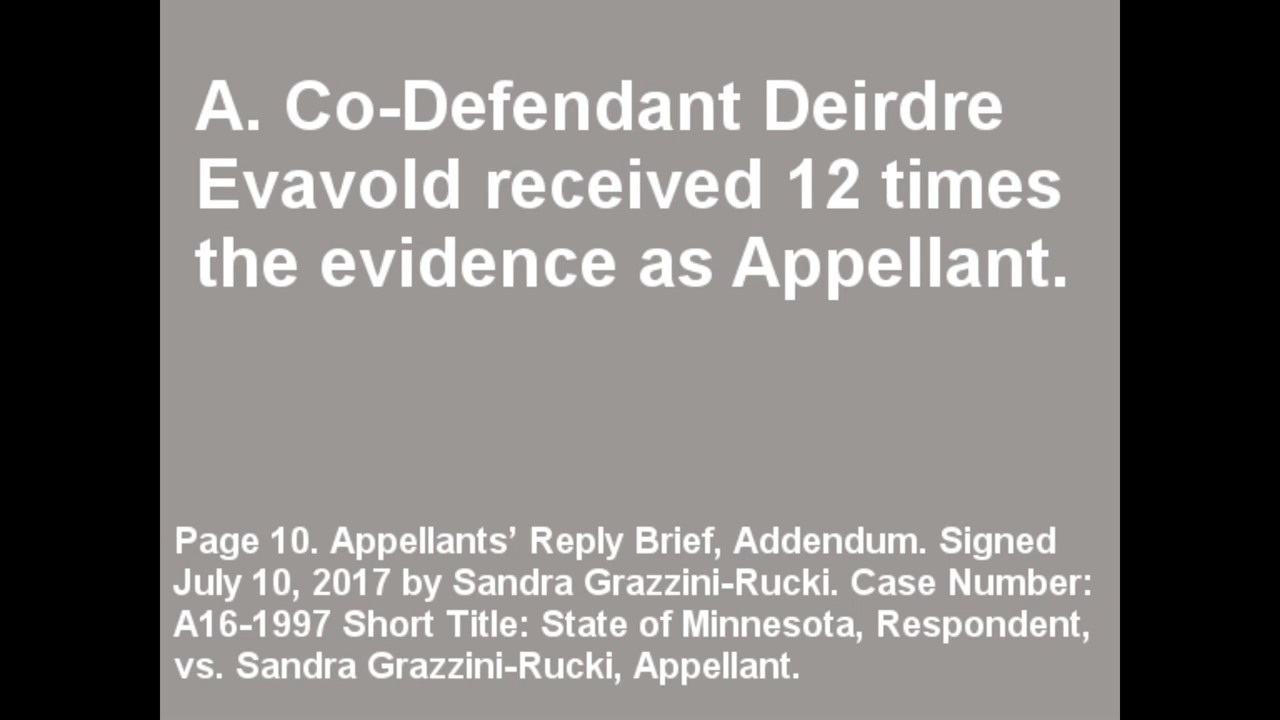 A. Co-Defendant Deirdre
Evavold received 12 times
the evidence as Appellant.
Page 10. Appellants’ Reply Brief, Addendum. Signed
July 10, 2017 by Sandra Grazzini-Rucki. Case Number:
A16-1997 Short Title: State of Minnesota, Respondent,
vs. Sandra Grazzini-Rucki, Appellant.